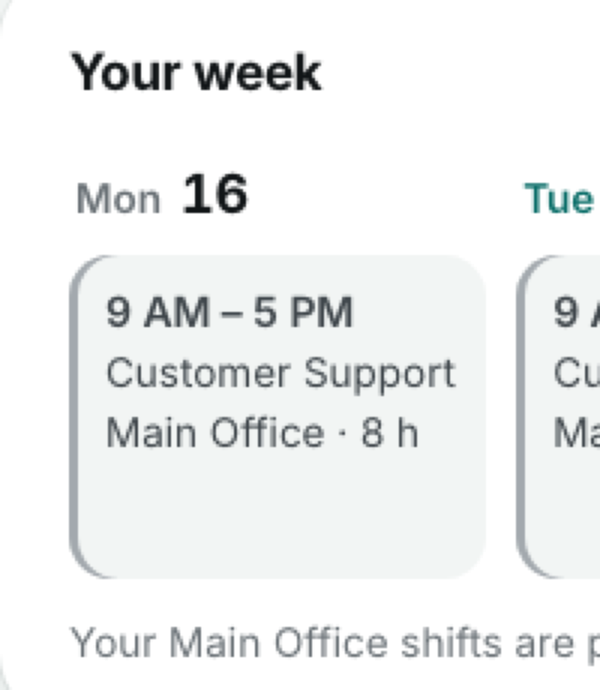 Your week
Mon 16
Tue
9 AM – 5 PM
9
Customer Support
Main Office · 8 h
Your Main Office shifts are